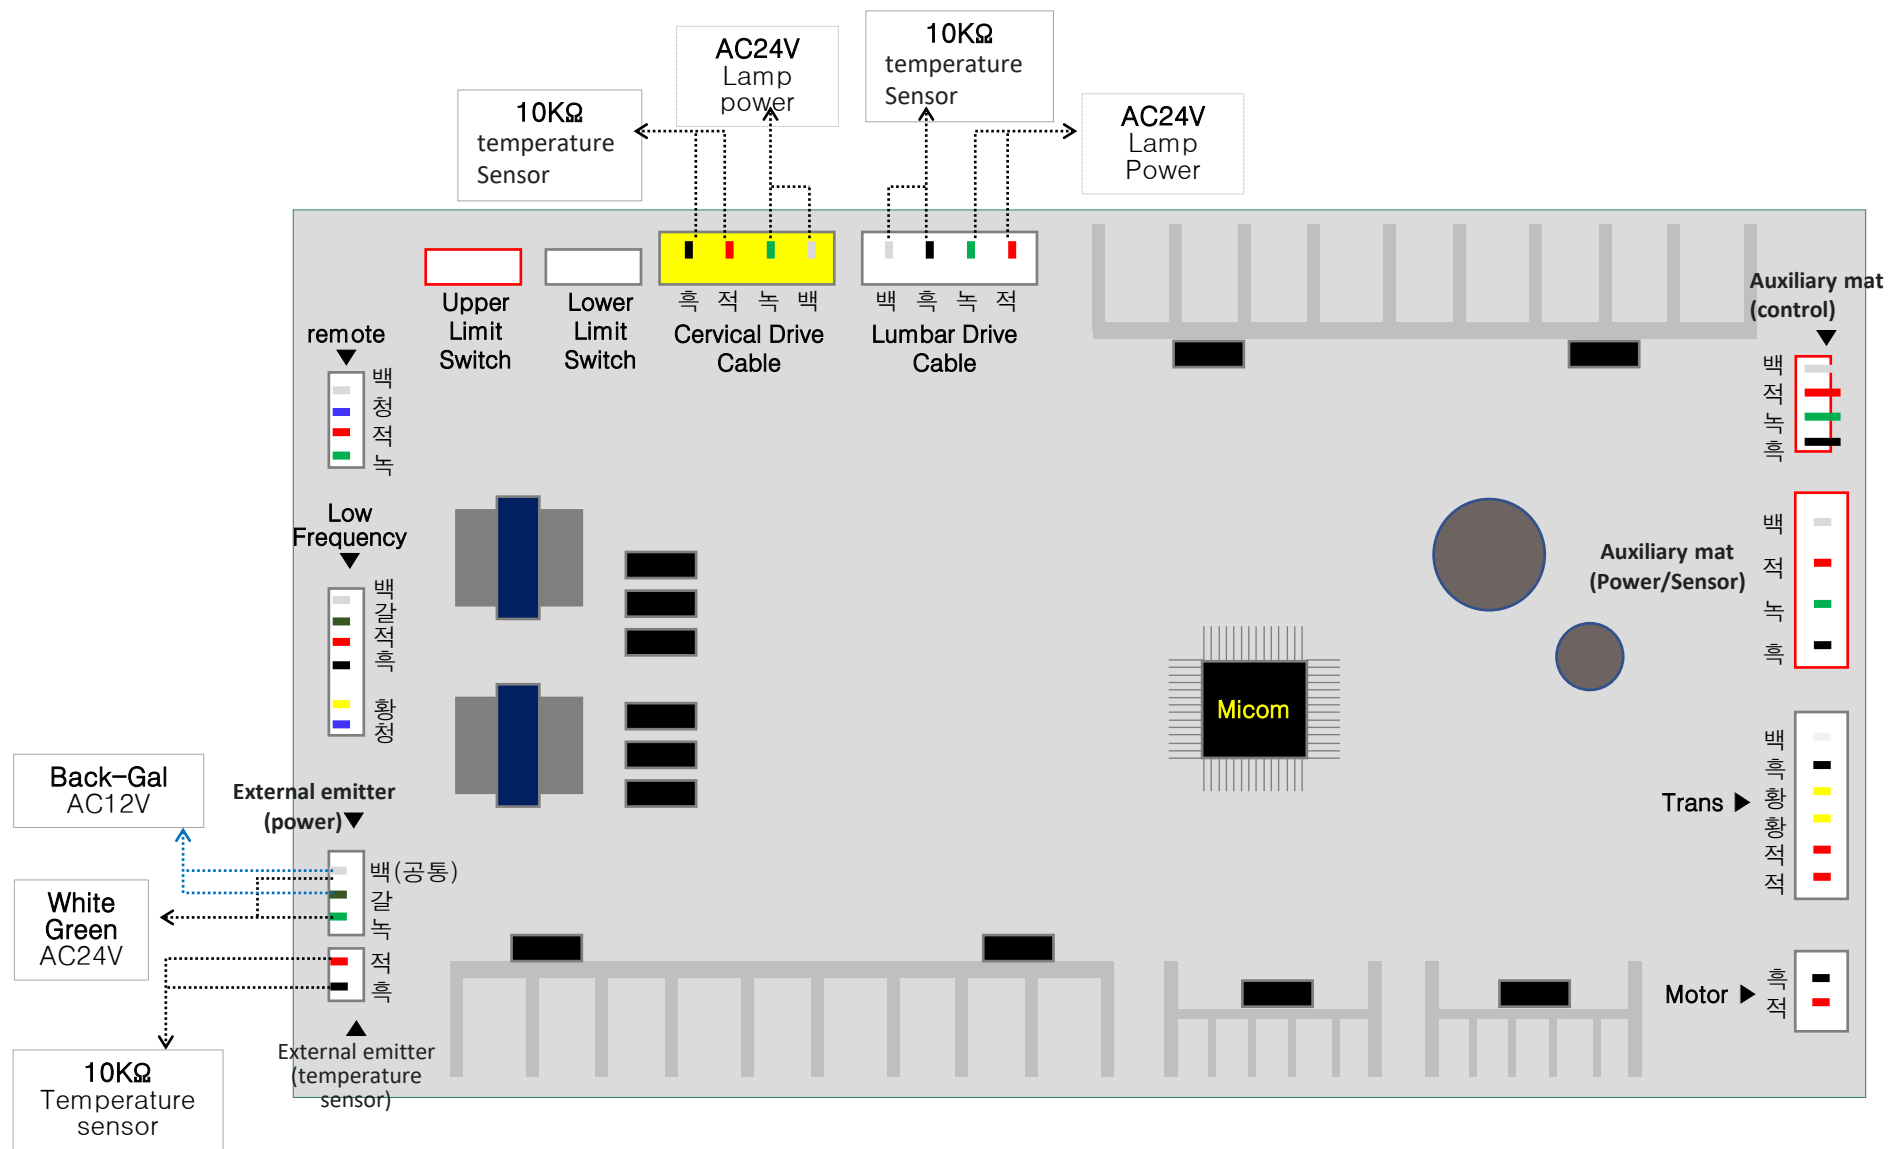 10KΩ
temperature
Sensor
AC24V
Lamp
power
10KΩ
temperature
Sensor
AC24V
Lamp
Power
Upper
Limit
Switch
Lower
Limit
Switch
흑 적 녹 백
Cervical Drive
Cable
백 흑 녹 적
Lumbar Drive
Cable
remote
백
청
적
녹
Low
Frequency
백
갈
적
흑
황
청
Back-Gal
AC12V
External emitter
(power)
백(공통)
갈
녹
White
Green
AC24V
적
흑
External emitter
(temperature
sensor)
10KΩ
Temperature
sensor
Micom
Auxiliary mat
(control)
백
적
녹
흑
Auxiliary mat
(Power/Sensor)
백
적
녹
흑
Trans
백
흑
황
황
적
적
Motor
흑
적